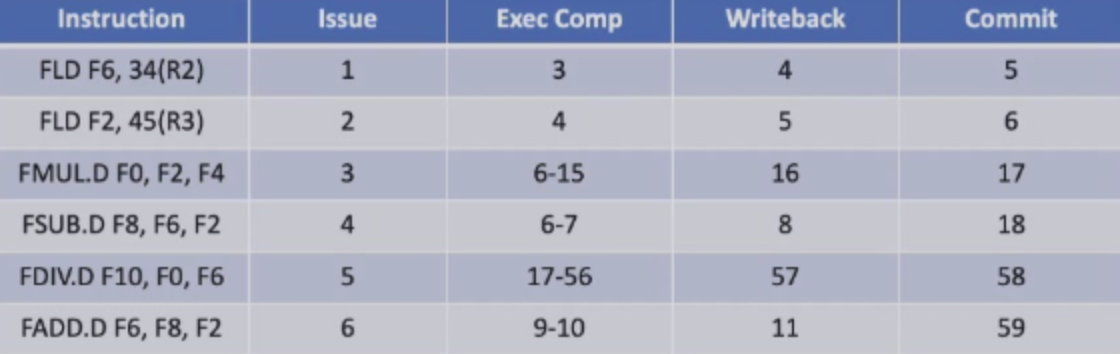 Instruction Issue Exec Comp Writeback Commit
FLD F6, 34(R2) 1 3 4 5
FLD F2, 45(R3) 2 4 5 6
FMUL.D F0, F2, F4 3 6-15 16 17
FSUB.D F8, F6, F2 4 6-7 8 18
FDIV.D F10, F0, F6 5 17-56 57 58
FADD.D F6, F8, F2 6 9-10 11 59